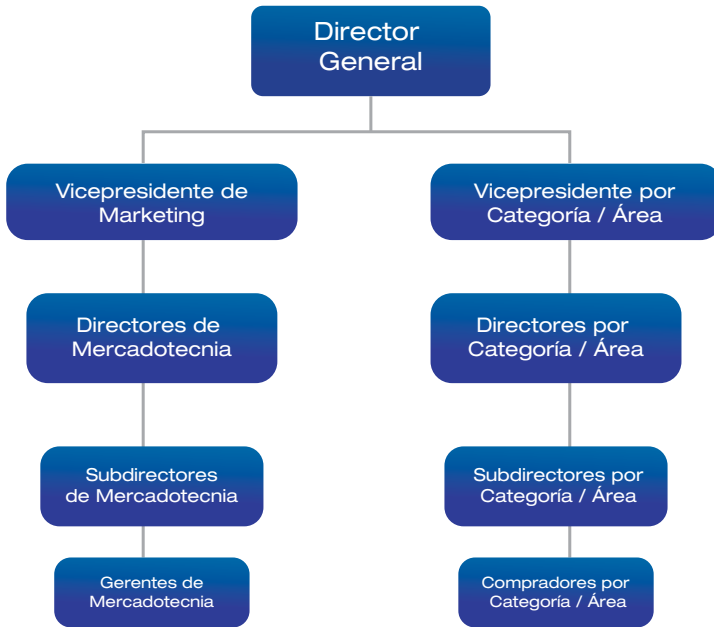 Director
General
Vicepresidente de
Marketing
Vicepresidente por
Categoría / Área
Directores de
Mercadotecnia
Directores por
Categoría / Área
Subdirectores
de Mercadotecnia
Subdirectores por
Categoría / Área
Gerentes de
Mercadotecnia
Compradores por
Categoría / Área